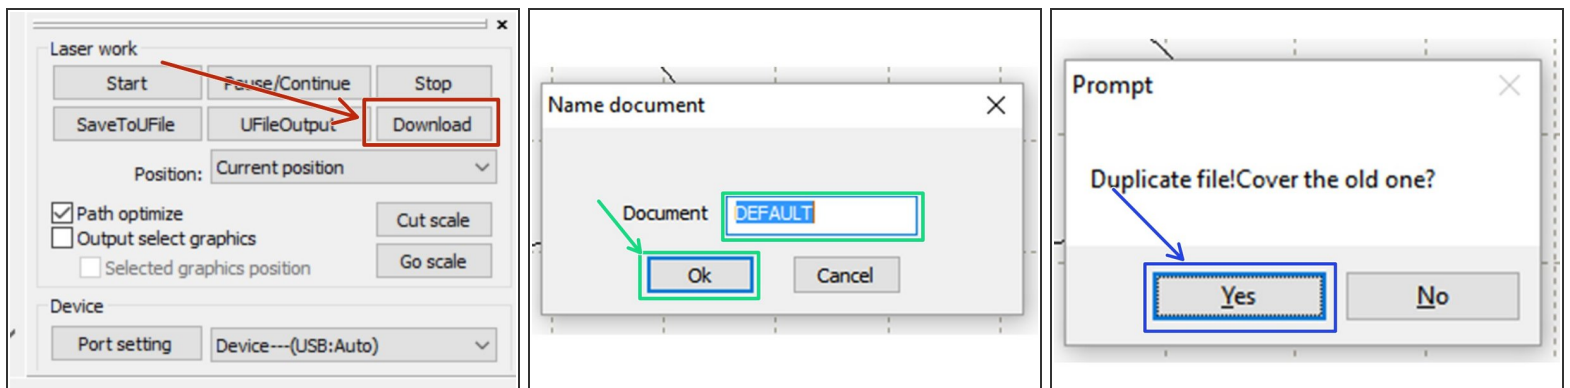 Laser work
Start Pause/Continue Stop
SaveToUFile UFileOutput Download
Position: Current position
Path optimize
Output select graphics
Cut scale
Selected graphics position
Go scale
Device
Port setting Device---(USB:Auto)
Name document
Document DEFAULT
Ok Cancel
Prompt
Duplicate file!Cover the old one?
Yes No